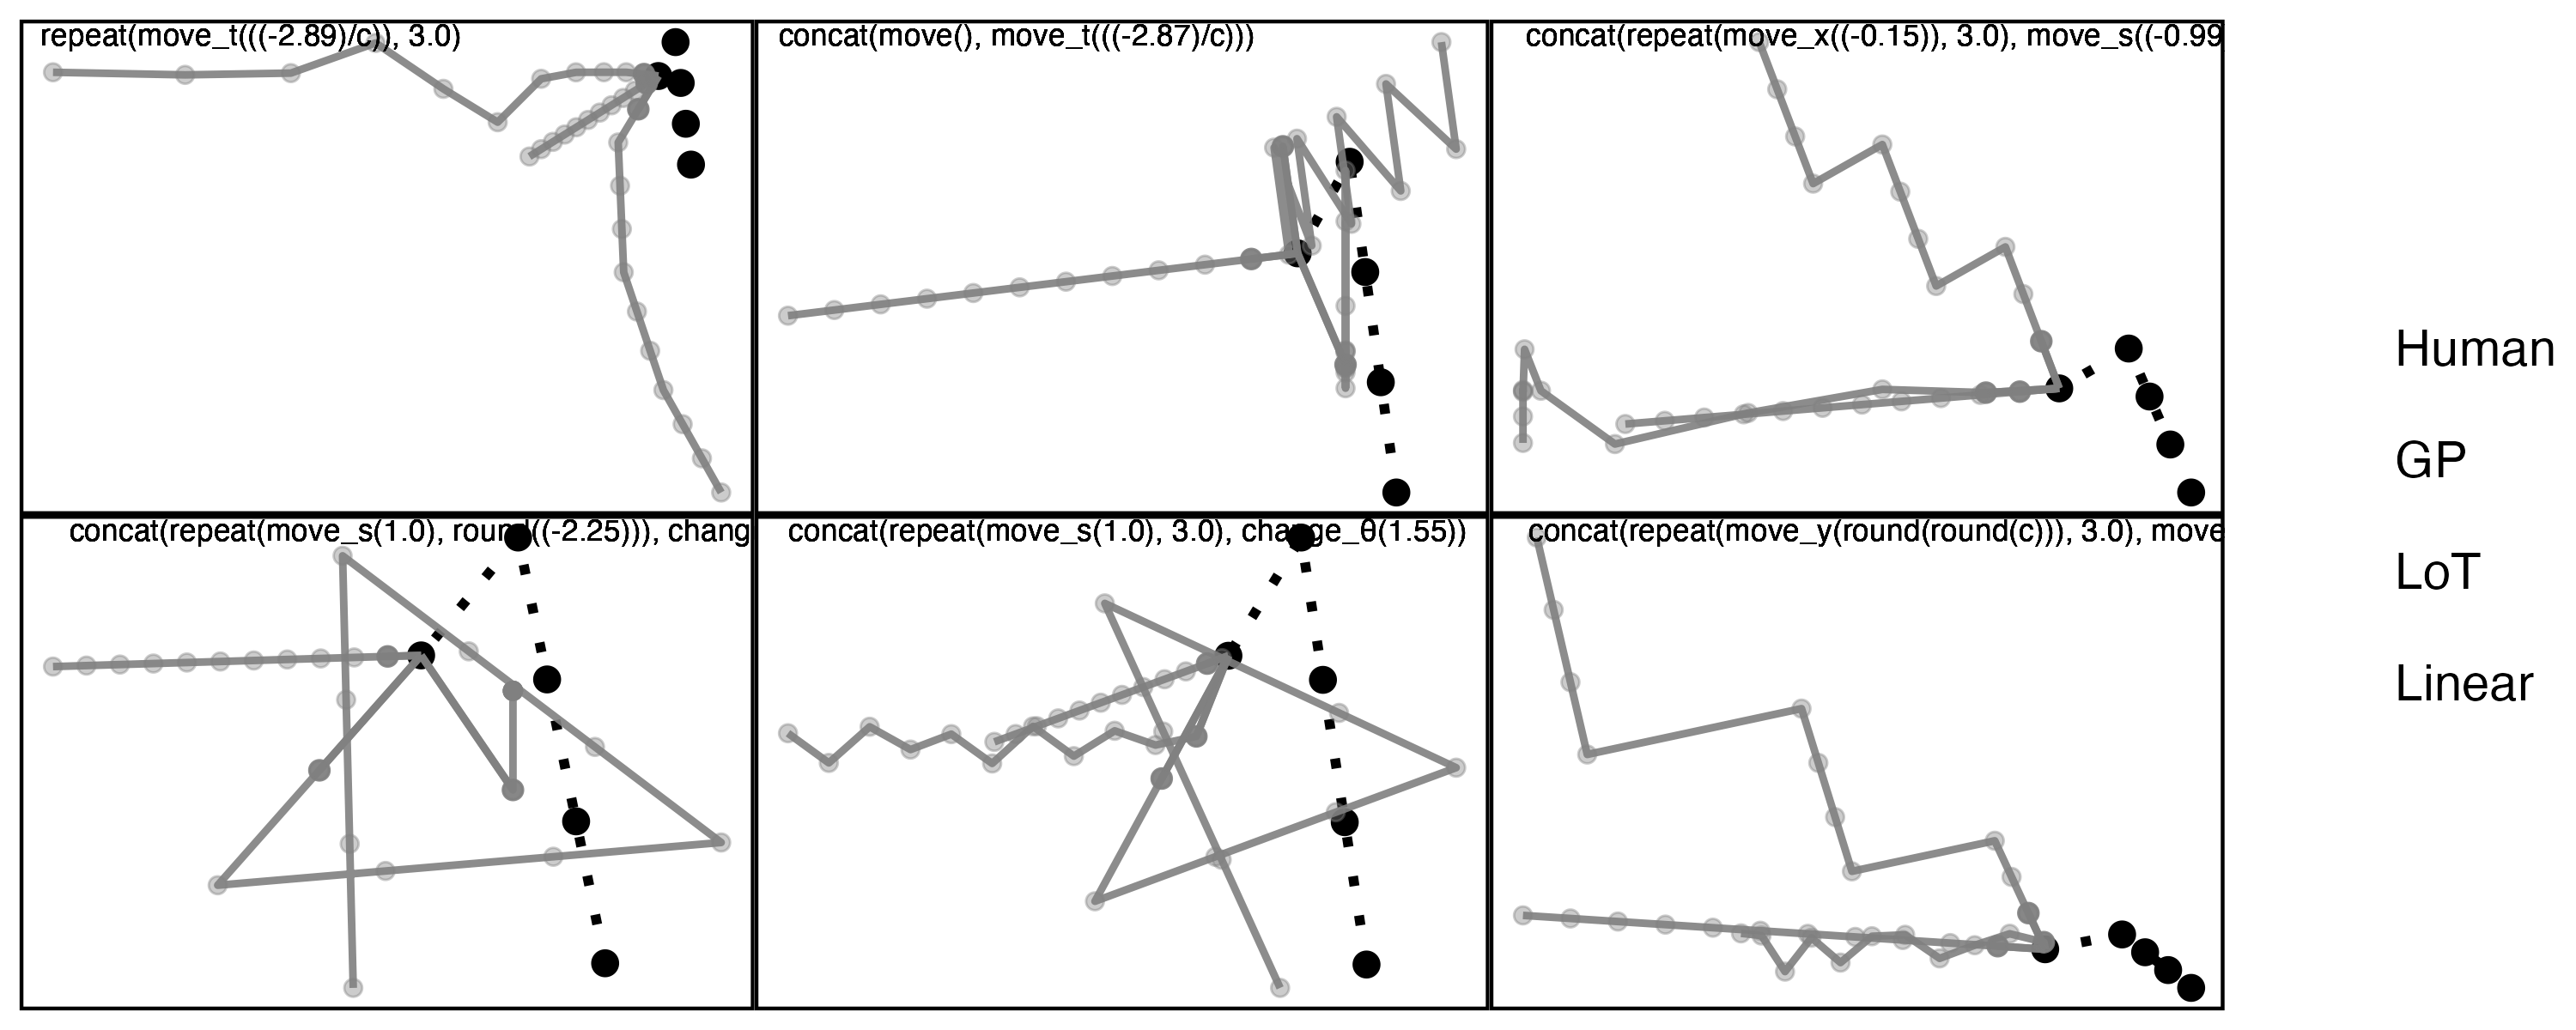 repeat(move_t(((-2.89)/c)), 3.0)
concat(move(), move_t(((-2.87)/c)))
concat(repeat(move_x((-0.15)), 3.0), move_s((-0.99
concat(repeat(move_s(1.0), round((-2.25))), chang
concat(repeat(move_s(1.0), 3.0), change_θ(1.55))
concat(repeat(move_y(round(round(c))), 3.0), move
Human
GP
LoT
Linear